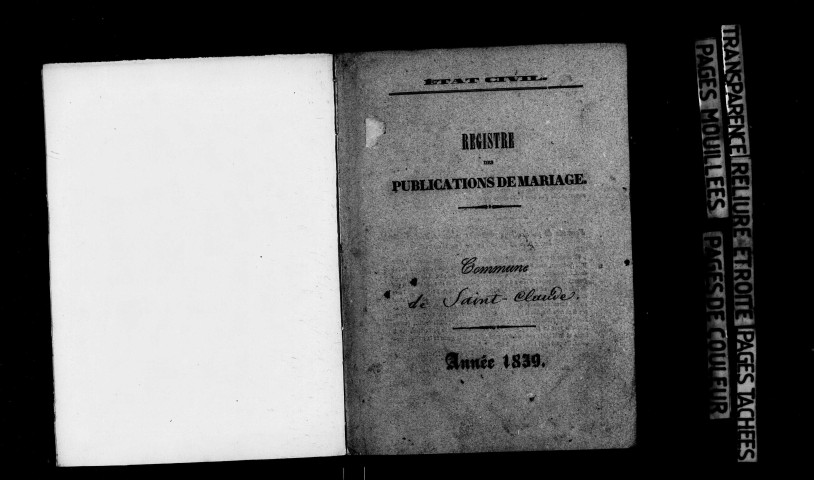 ETAT CIVIL.
REGISTRE
DES
PUBLICATIONS DE MARIAGE.
Commune
de Saint-Claude.
Année 1839.
TRANSPARENCE RELIURE ETROITE PAGES TACHEES
PAGES MOUILLEES PAGES DE COULEUR